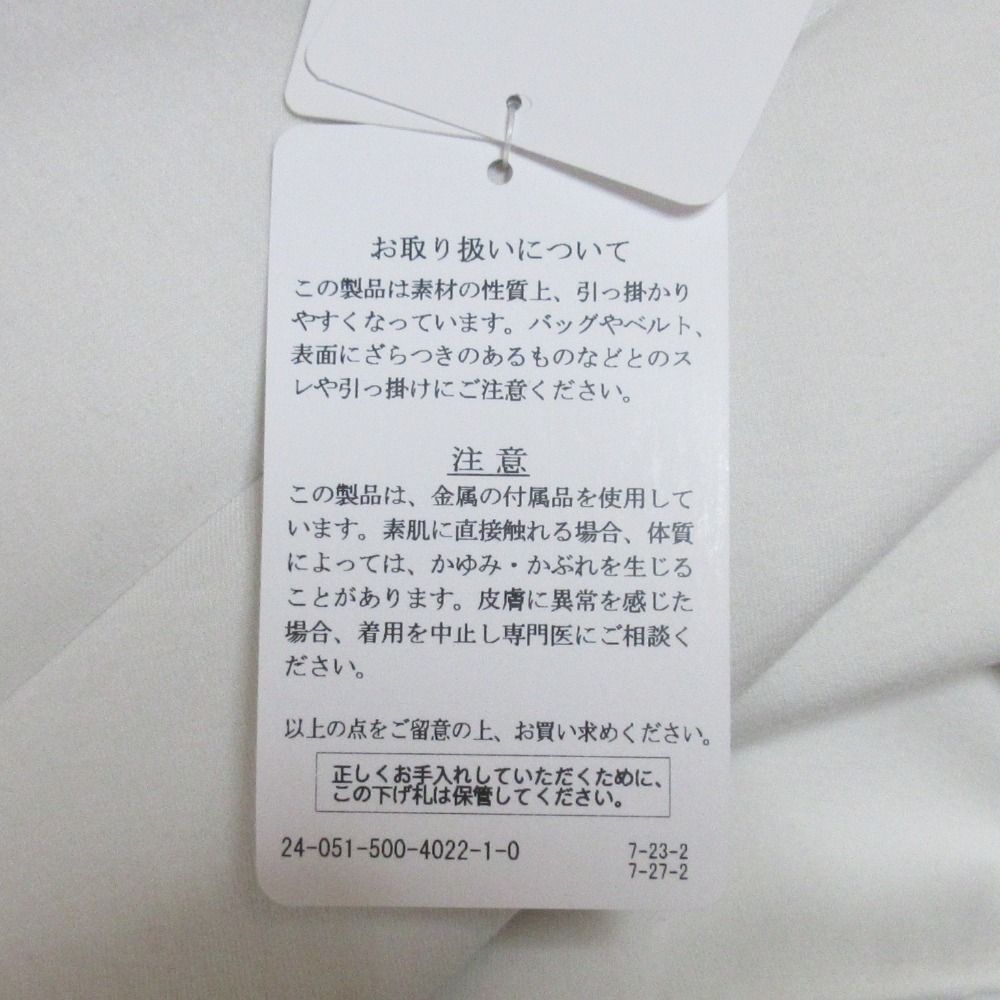 お取り扱いについて
この製品は素材の性質上、引っ掛かり
やすくなっています。バッグやベルト、
表面にざらつきのあるものなどとのス
レや引っ掛けにご注意ください。
注意
この製品は、金属の付属品を使用して
います。素肌に直接触れる場合、体質
によっては、かゆみ・かぶれを生じる
ことがあります。皮膚に異常を感じた
場合、着用を中止し専門医にご相談く
ださい。
以上の点をご留意の上、お買い求めください。
正しくお手入れしていただくために、
この下げ札は保管してください。
24-051-500-4022-1-0
7-23-2
7-27-2